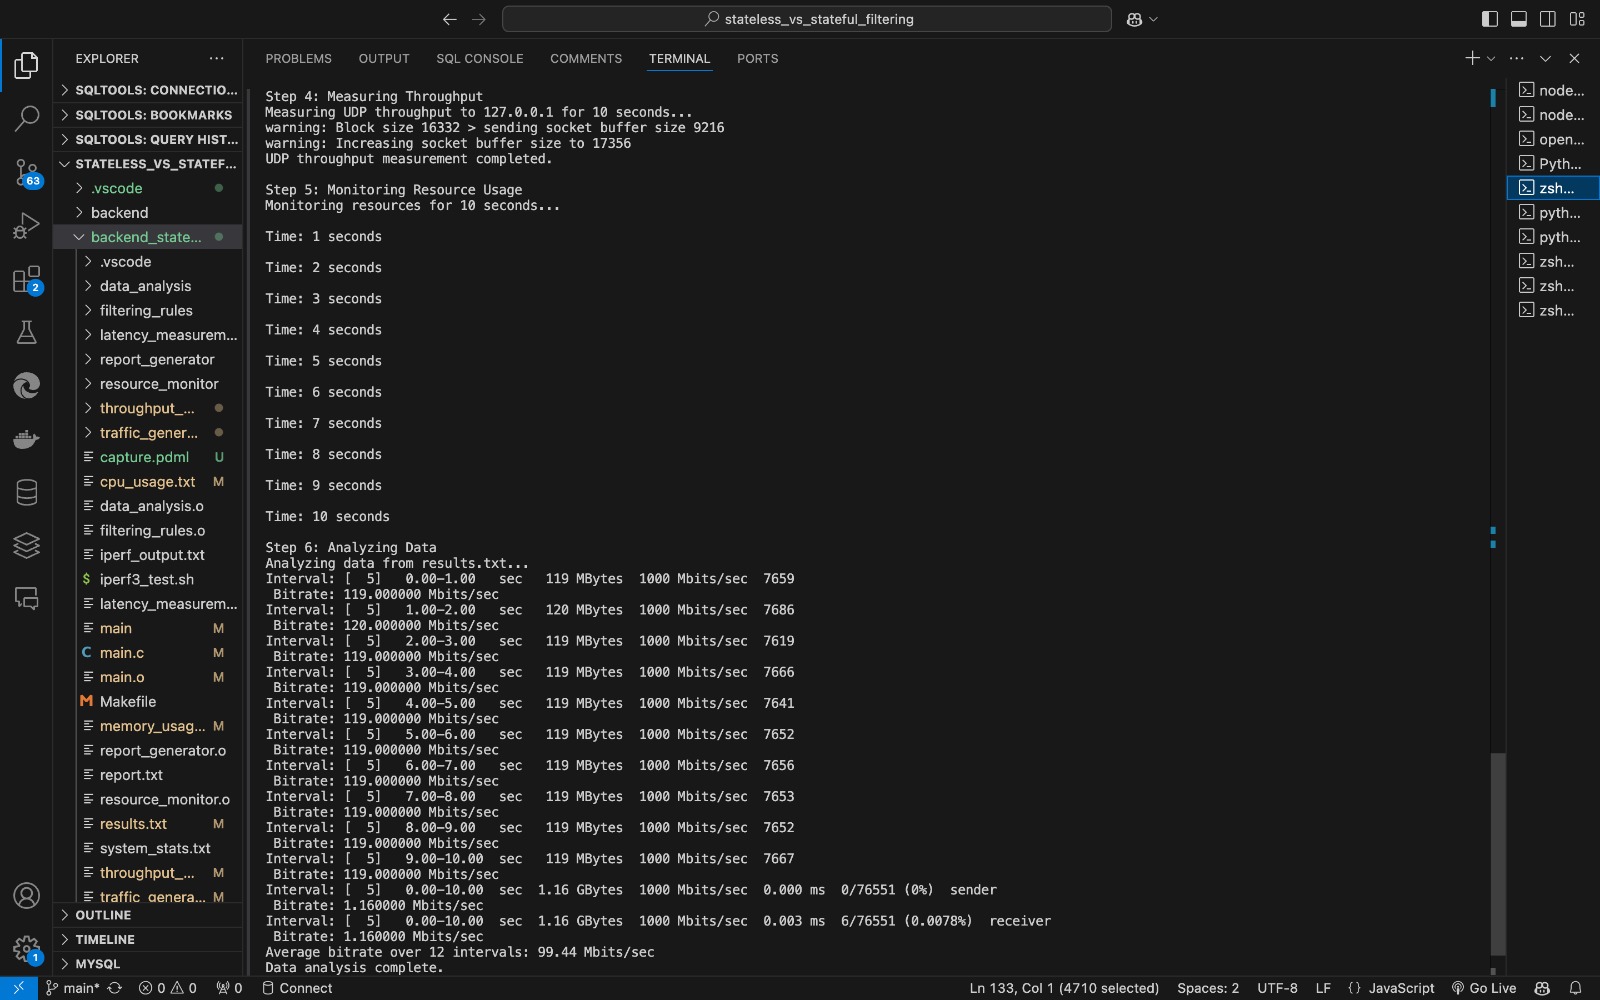 stateless_vs_stateful_filtering
EXPLORER
SQLTOOLS: CONNECTIO...
SQLTOOLS: BOOKMARKS
SQLTOOLS: QUERY HIST...
STATELESS_VS_STATEF...
.vscode
backend
backend_state...
.vscode
data_analysis
filtering_rules
latency_measurem...
report_generator
resource_monitor
throughput_...
traffic_gener...
capture.pdml U
cpu_usage.txt M
data_analysis.o
filtering_rules.o
iperf_output.txt
$ iperf3_test.sh
latency_measurem...
main M
C main.c M
main.o M
M Makefile
memory_usag... M
report_generator.o
report.txt
resource_monitor.o
results.txt M
system_stats.txt
throughput_... M
traffic_genera... M
OUTLINE
TIMELINE
MYSQL
63
2
1
PROBLEMS OUTPUT SQL CONSOLE COMMENTS TERMINAL PORTS
Step 4: Measuring Throughput
Measuring UDP throughput to 127.0.0.1 for 10 seconds...
warning: Block size 16332 > sending socket buffer size 9216
warning: Increasing socket buffer size to 17356
UDP throughput measurement completed.
Step 5: Monitoring Resource Usage
Monitoring resources for 10 seconds...
Time: 1 seconds
Time: 2 seconds
Time: 3 seconds
Time: 4 seconds
Time: 5 seconds
Time: 6 seconds
Time: 7 seconds
Time: 8 seconds
Time: 9 seconds
Time: 10 seconds
Step 6: Analyzing Data
Analyzing data from results.txt...
Interval: [  5]   0.00-1.00   sec   119 MBytes  1000 Mbits/sec  7659
Bitrate: 119.000000 Mbits/sec
Interval: [  5]   1.00-2.00   sec   120 MBytes  1000 Mbits/sec  7686
Bitrate: 120.000000 Mbits/sec
Interval: [  5]   2.00-3.00   sec   119 MBytes  1000 Mbits/sec  7619
Bitrate: 119.000000 Mbits/sec
Interval: [  5]   3.00-4.00   sec   119 MBytes  1000 Mbits/sec  7666
Bitrate: 119.000000 Mbits/sec
Interval: [  5]   4.00-5.00   sec   119 MBytes  1000 Mbits/sec  7641
Bitrate: 119.000000 Mbits/sec
Interval: [  5]   5.00-6.00   sec   119 MBytes  1000 Mbits/sec  7652
Bitrate: 119.000000 Mbits/sec
Interval: [  5]   6.00-7.00   sec   119 MBytes  1000 Mbits/sec  7656
Bitrate: 119.000000 Mbits/sec
Interval: [  5]   7.00-8.00   sec   119 MBytes  1000 Mbits/sec  7653
Bitrate: 119.000000 Mbits/sec
Interval: [  5]   8.00-9.00   sec   119 MBytes  1000 Mbits/sec  7652
Bitrate: 119.000000 Mbits/sec
Interval: [  5]   9.00-10.00  sec   119 MBytes  1000 Mbits/sec  7667
Bitrate: 119.000000 Mbits/sec
Interval: [  5]   0.00-10.00  sec  1.16 GBytes  1000 Mbits/sec  0.000 ms  0/76551 (0%)  sender
Bitrate: 1.160000 Mbits/sec
Interval: [  5]   0.00-10.00  sec  1.16 GBytes  1000 Mbits/sec  0.003 ms  6/76551 (0.0078%)  receiver
Bitrate: 1.160000 Mbits/sec
Average bitrate over 12 intervals: 99.44 Mbits/sec
Data analysis complete.
node...
node...
open...
Pyth...
zsh...
pyth...
pyth...
zsh...
zsh...
zsh...
main* 0 0 0 Connect Ln 133, Col 1 (4710 selected) Spaces: 2 UTF-8 LF {} JavaScript Go Live